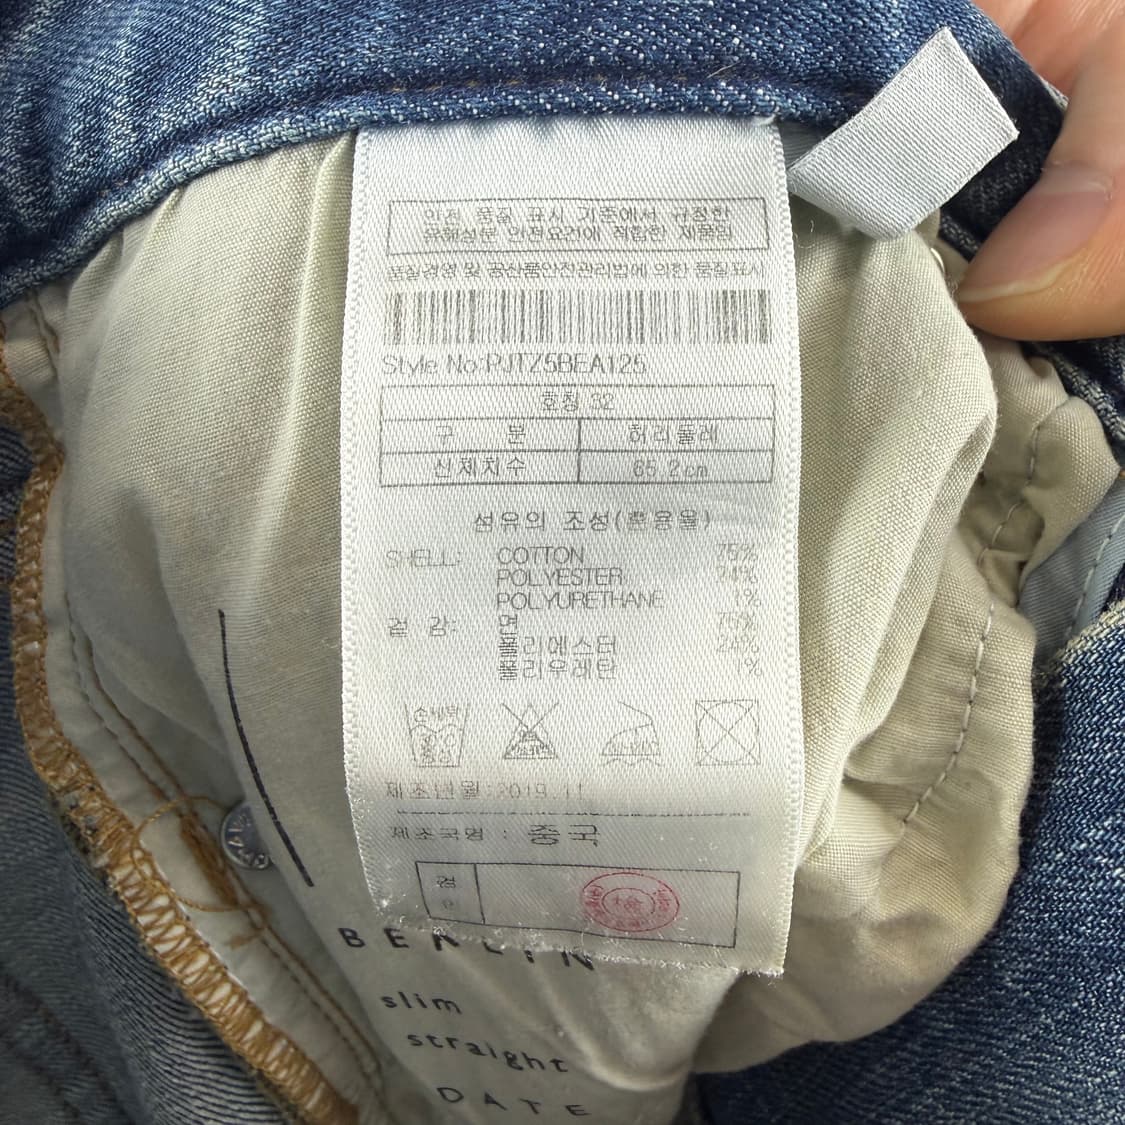 안전 품질 표시 기준에서 규정한
유해성분 안전요건에 적합한 제품임
품질경영 및 공산품안전관리법에 의한 품질표시
Style No:PJTZ5BEA125
호칭 32
구 분 허리둘레
신체치수 85.2cm
섬유의 조성(혼용율)
SHELL: COTTON 75%
POLYESTER 24%
POLYURETHANE 1%
겉 감: 면 75%
폴리에스터 24%
폴리우레탄 1%
손세탁
제조년월:2019.11
제조국명 : 중국
BERLIN
slim
straight
DATE